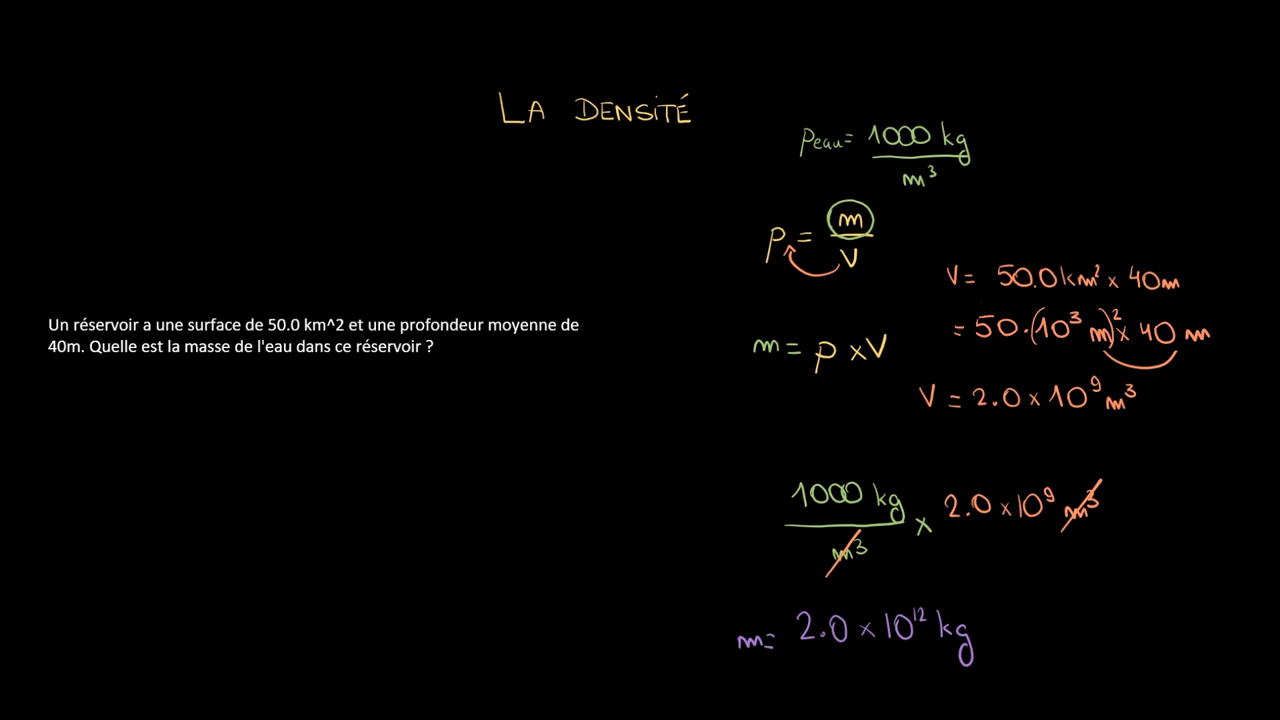 LA DENSITÉ
ρeau= 1000 kg
m³
ρ = m
V
V = 50.0 km² × 40m
= 50.(10³ m)² × 40 m
V = 2.0 × 10⁹ m³
Un réservoir a une surface de 50.0 km^2 et une profondeur moyenne de
40m. Quelle est la masse de l'eau dans ce réservoir ?
m = ρ × V
1000 kg × 2.0 × 10⁹ m³
m³
m= 2.0 × 10¹² kg